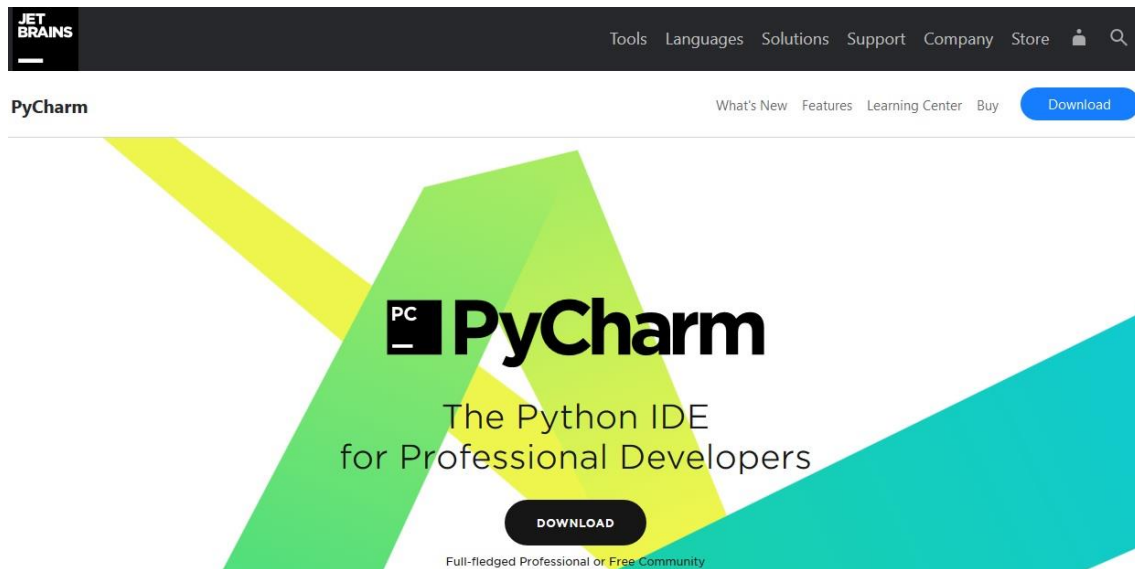 JET
BRAINS
Tools Languages Solutions Support Company Store
PyCharm
What's New Features Learning Center Buy Download
PC
PyCharm
The Python IDE
for Professional Developers
DOWNLOAD
Full-fledged Professional or Free Community